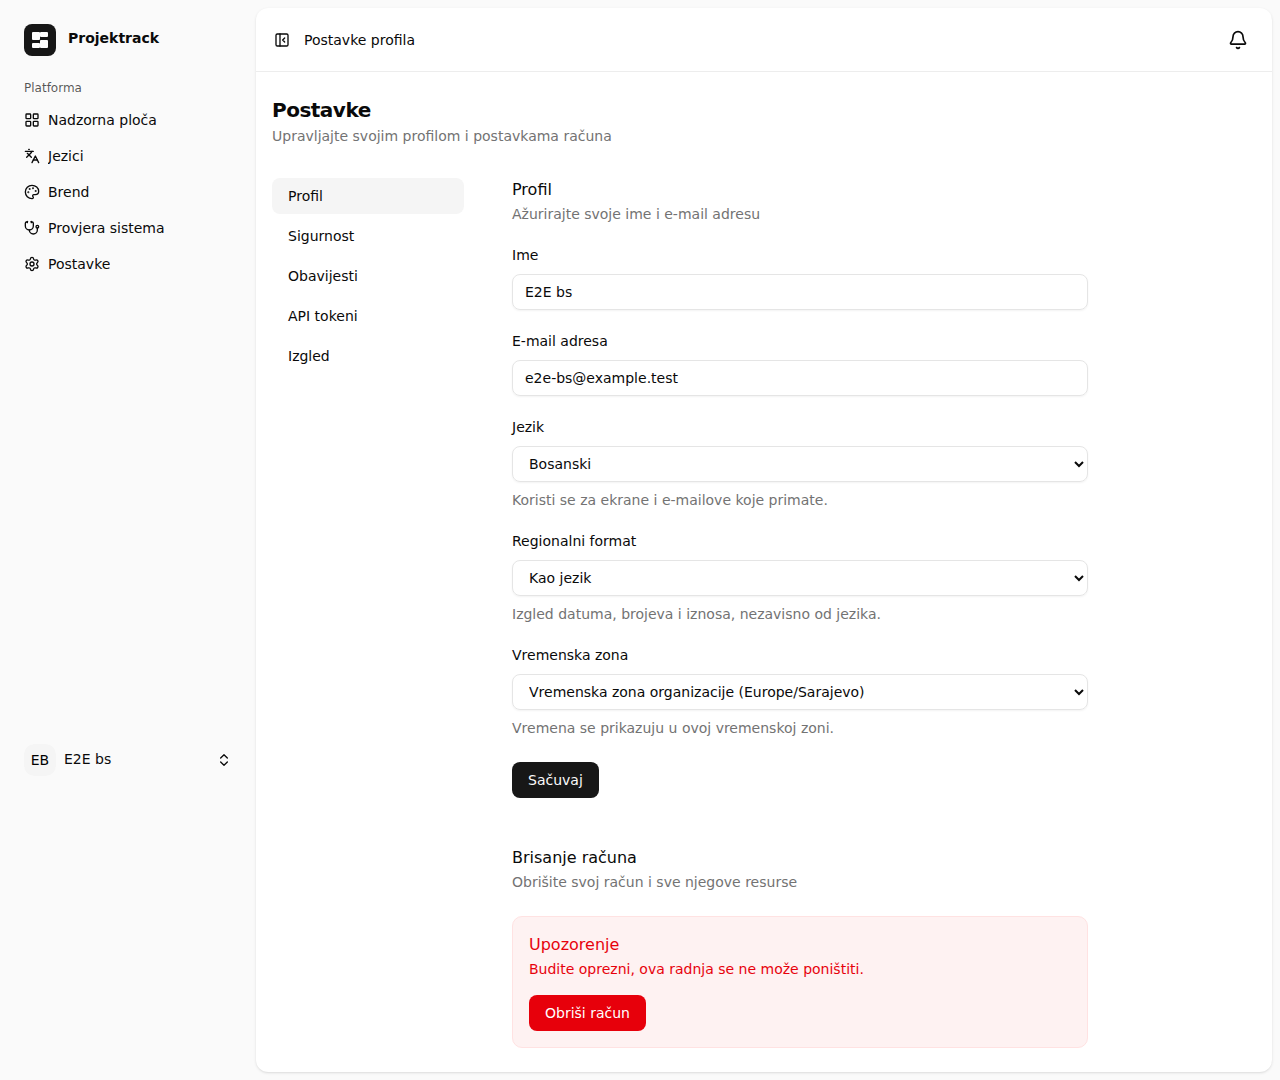 Projektrack
Platforma
Nadzorna ploča
Jezici
Brend
Provjera sistema
Postavke
EB
E2E bs
Postavke profila
Postavke
Upravljajte svojim profilom i postavkama računa
Profil
Sigurnost
Obavijesti
API tokeni
Izgled
Profil
Ažurirajte svoje ime i e-mail adresu
Ime
E2E bs
E-mail adresa
e2e-bs@example.test
Jezik
Bosanski
Koristi se za ekrane i e-mailove koje primate.
Regionalni format
Kao jezik
Izgled datuma, brojeva i iznosa, nezavisno od jezika.
Vremenska zona
Vremenska zona organizacije (Europe/Sarajevo)
Vremena se prikazuju u ovoj vremenskoj zoni.
Sačuvaj
Brisanje računa
Obrišite svoj račun i sve njegove resurse
Upozorenje
Budite oprezni, ova radnja se ne može poništiti.
Obriši račun